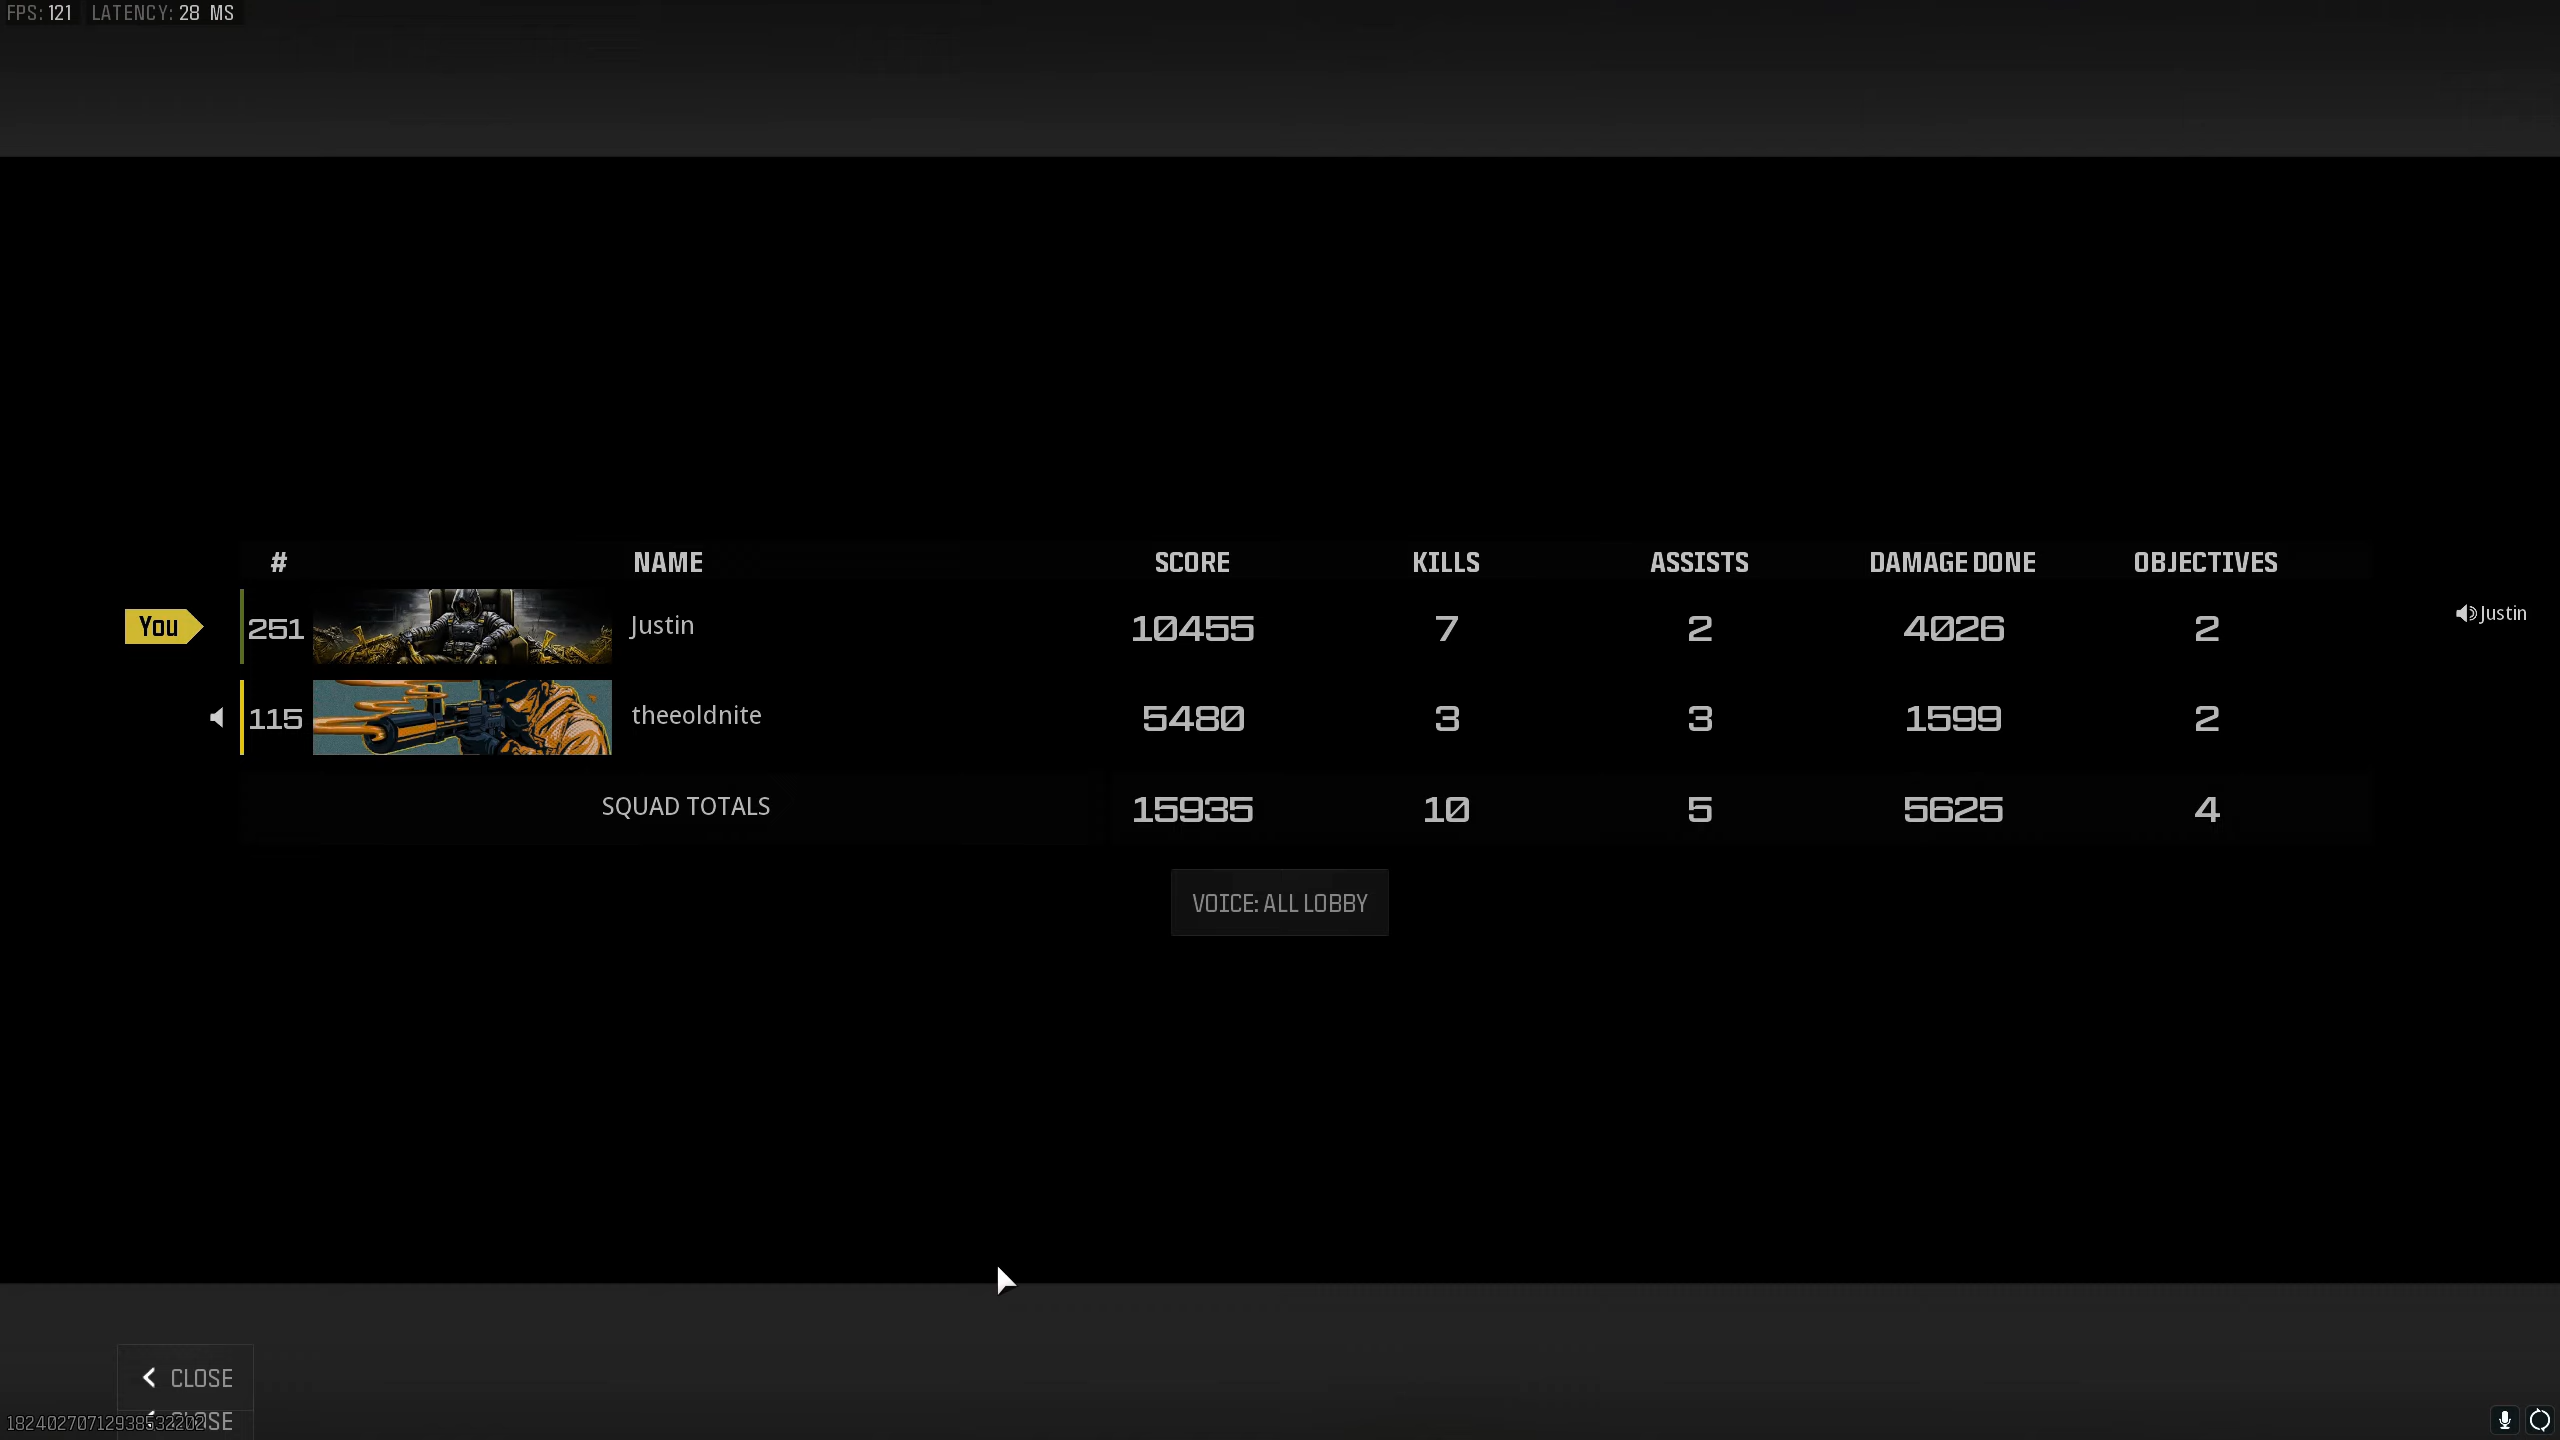 FPS: 121 LATENCY: 28 MS
# NAME SCORE KILLS ASSISTS DAMAGE DONE OBJECTIVES
You 251 Justin 10455 7 2 4026 2
Justin
115 theeoldnite 5480 3 3 1599 2
SQUAD TOTALS 15935 10 5 5625 4
VOICE: ALL LOBBY
CLOSE